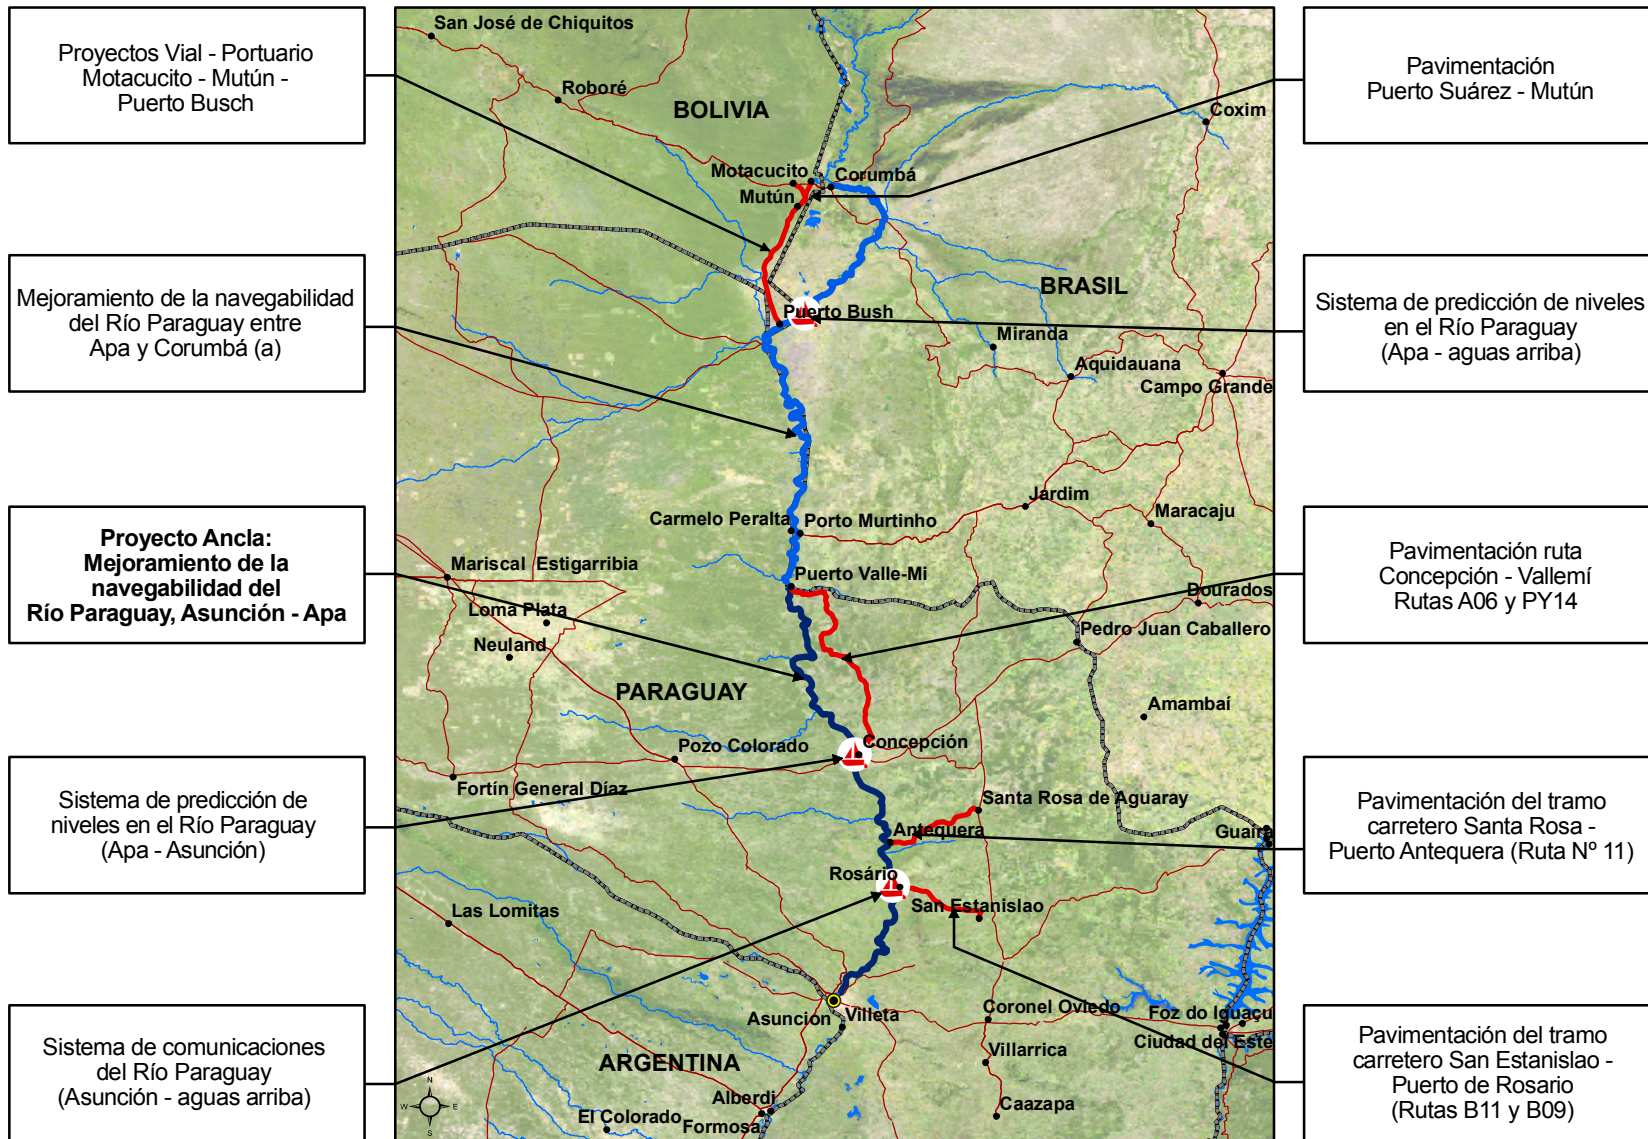 Proyectos Vial - Portuario
Motacucito - Mutún -
Puerto Busch
Mejoramiento de la navegabilidad
del Río Paraguay entre
Apa y Corumbá (a)
Proyecto Ancla:
Mejoramiento de la
navegabilidad del
Río Paraguay, Asunción - Apa
Sistema de predicción de
niveles en el Río Paraguay
(Apa - Asunción)
Sistema de comunicaciones
del Río Paraguay
(Asunción - aguas arriba)
San José de Chiquitos
Roboré
BOLIVIA
Coxim
Motacucito
Corumbá
Mutún
BRASIL
Puerto Bush
Miranda
Aquidauana
Campo Grande
Jardim
Maracaju
Carmelo Peralta
Porto Murtinho
Mariscal Estigarribia
Puerto Valle-Mi
Loma Plata
Dourados
Neuland
Pedro Juan Caballero
PARAGUAY
Amambaí
Pozo Colorado
Concepción
Fortín General Díaz
Santa Rosa de Aguaray
Antequera
Guaira
Rosário
Las Lomitas
San Estanislao
Asunción
Villeta
Coronel Oviedo
Foz do Iguaçu
Ciudad del Este
Villarrica
ARGENTINA
Alberdi
Caazapa
El Colorado
Formosa
N
W
E
S
Pavimentación
Puerto Suárez - Mutún
Sistema de predicción de niveles
en el Río Paraguay
(Apa - aguas arriba)
Pavimentación ruta
Concepción - Vallemí
Rutas A06 y PY14
Pavimentación del tramo
carretero Santa Rosa -
Puerto Antequera (Ruta Nº 11)
Pavimentación del tramo
carretero San Estanislao -
Puerto de Rosario
(Rutas B11 y B09)